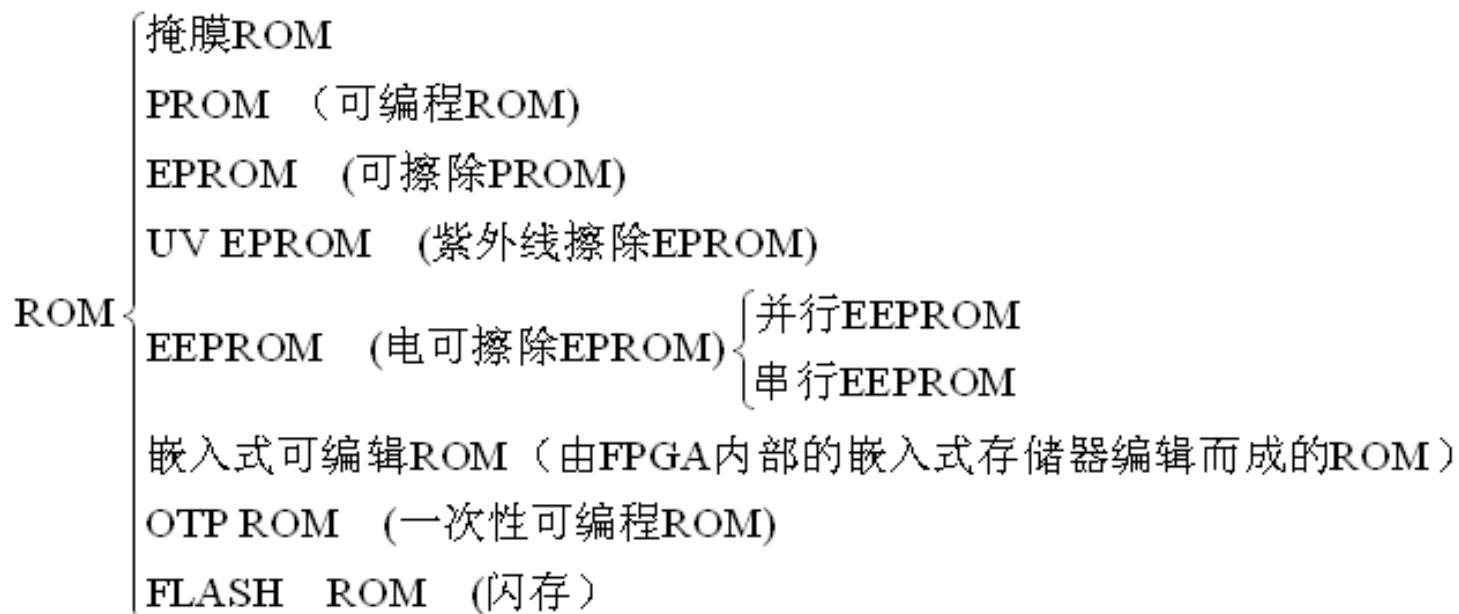 掩膜ROM
PROM （可编程ROM)
EPROM (可擦除PROM)
UV EPROM (紫外线擦除EPROM)
ROM
EEPROM (电可擦除EPROM)
并行EEPROM
串行EEPROM
嵌入式可编辑ROM（由FPGA内部的嵌入式存储器编辑而成的ROM）
OTP ROM (一次性可编程ROM)
FLASH ROM (闪存）